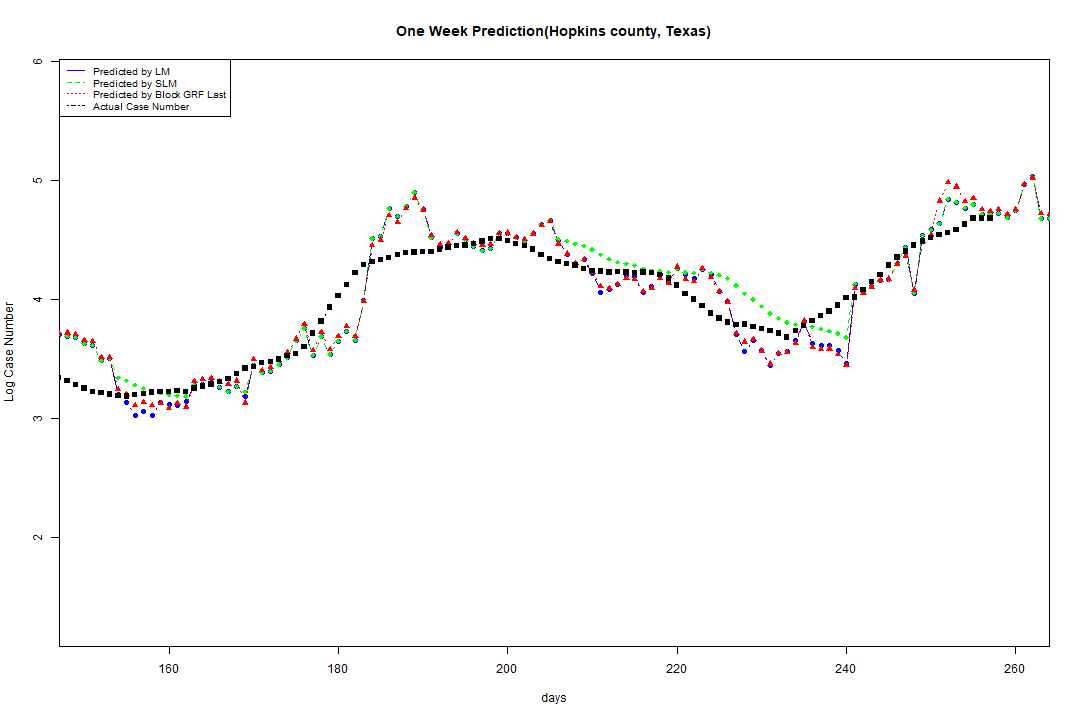 One Week Prediction(Hopkins county, Texas)
Predicted by LM
Predicted by SLM
Predicted by Block GRF Last
Actual Case Number
6
5
4
3
2
Log Case Number
160 180 200 220 240 260
days